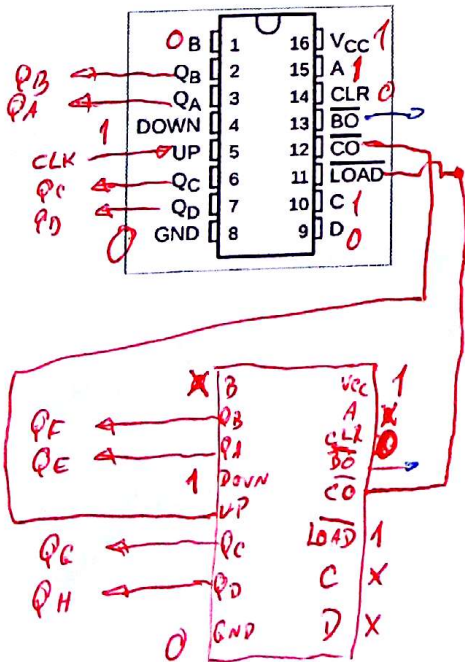 0 B 1 16 VCC 1
QB QB 2 15 A 1
QA QA 3 14 CLR 0
1 DOWN 4 13 BO
CLK UP 5 12 CO
QC QC 6 11 LOAD
QD QD 7 10 C 1
0 GND 8 9 D 0
X B VCC 1
QF QB A X
QE QA CLR 0
1 DOWN BO
UP CO
QG QC LOAD 1
QH QD C X
0 GND D X